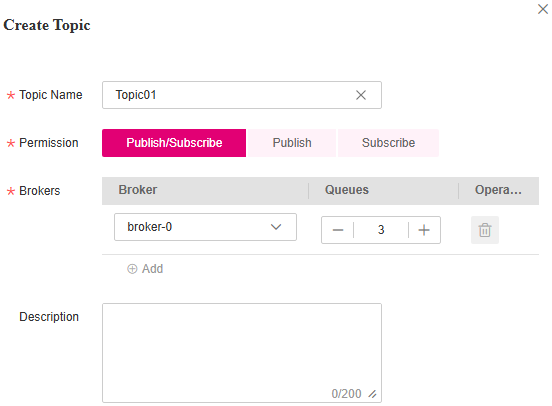 Create Topic
* Topic Name Topic01
* Permission Publish/Subscribe Publish Subscribe
* Brokers Broker Queues Opera...
broker-0 3
Add
Description
0/200